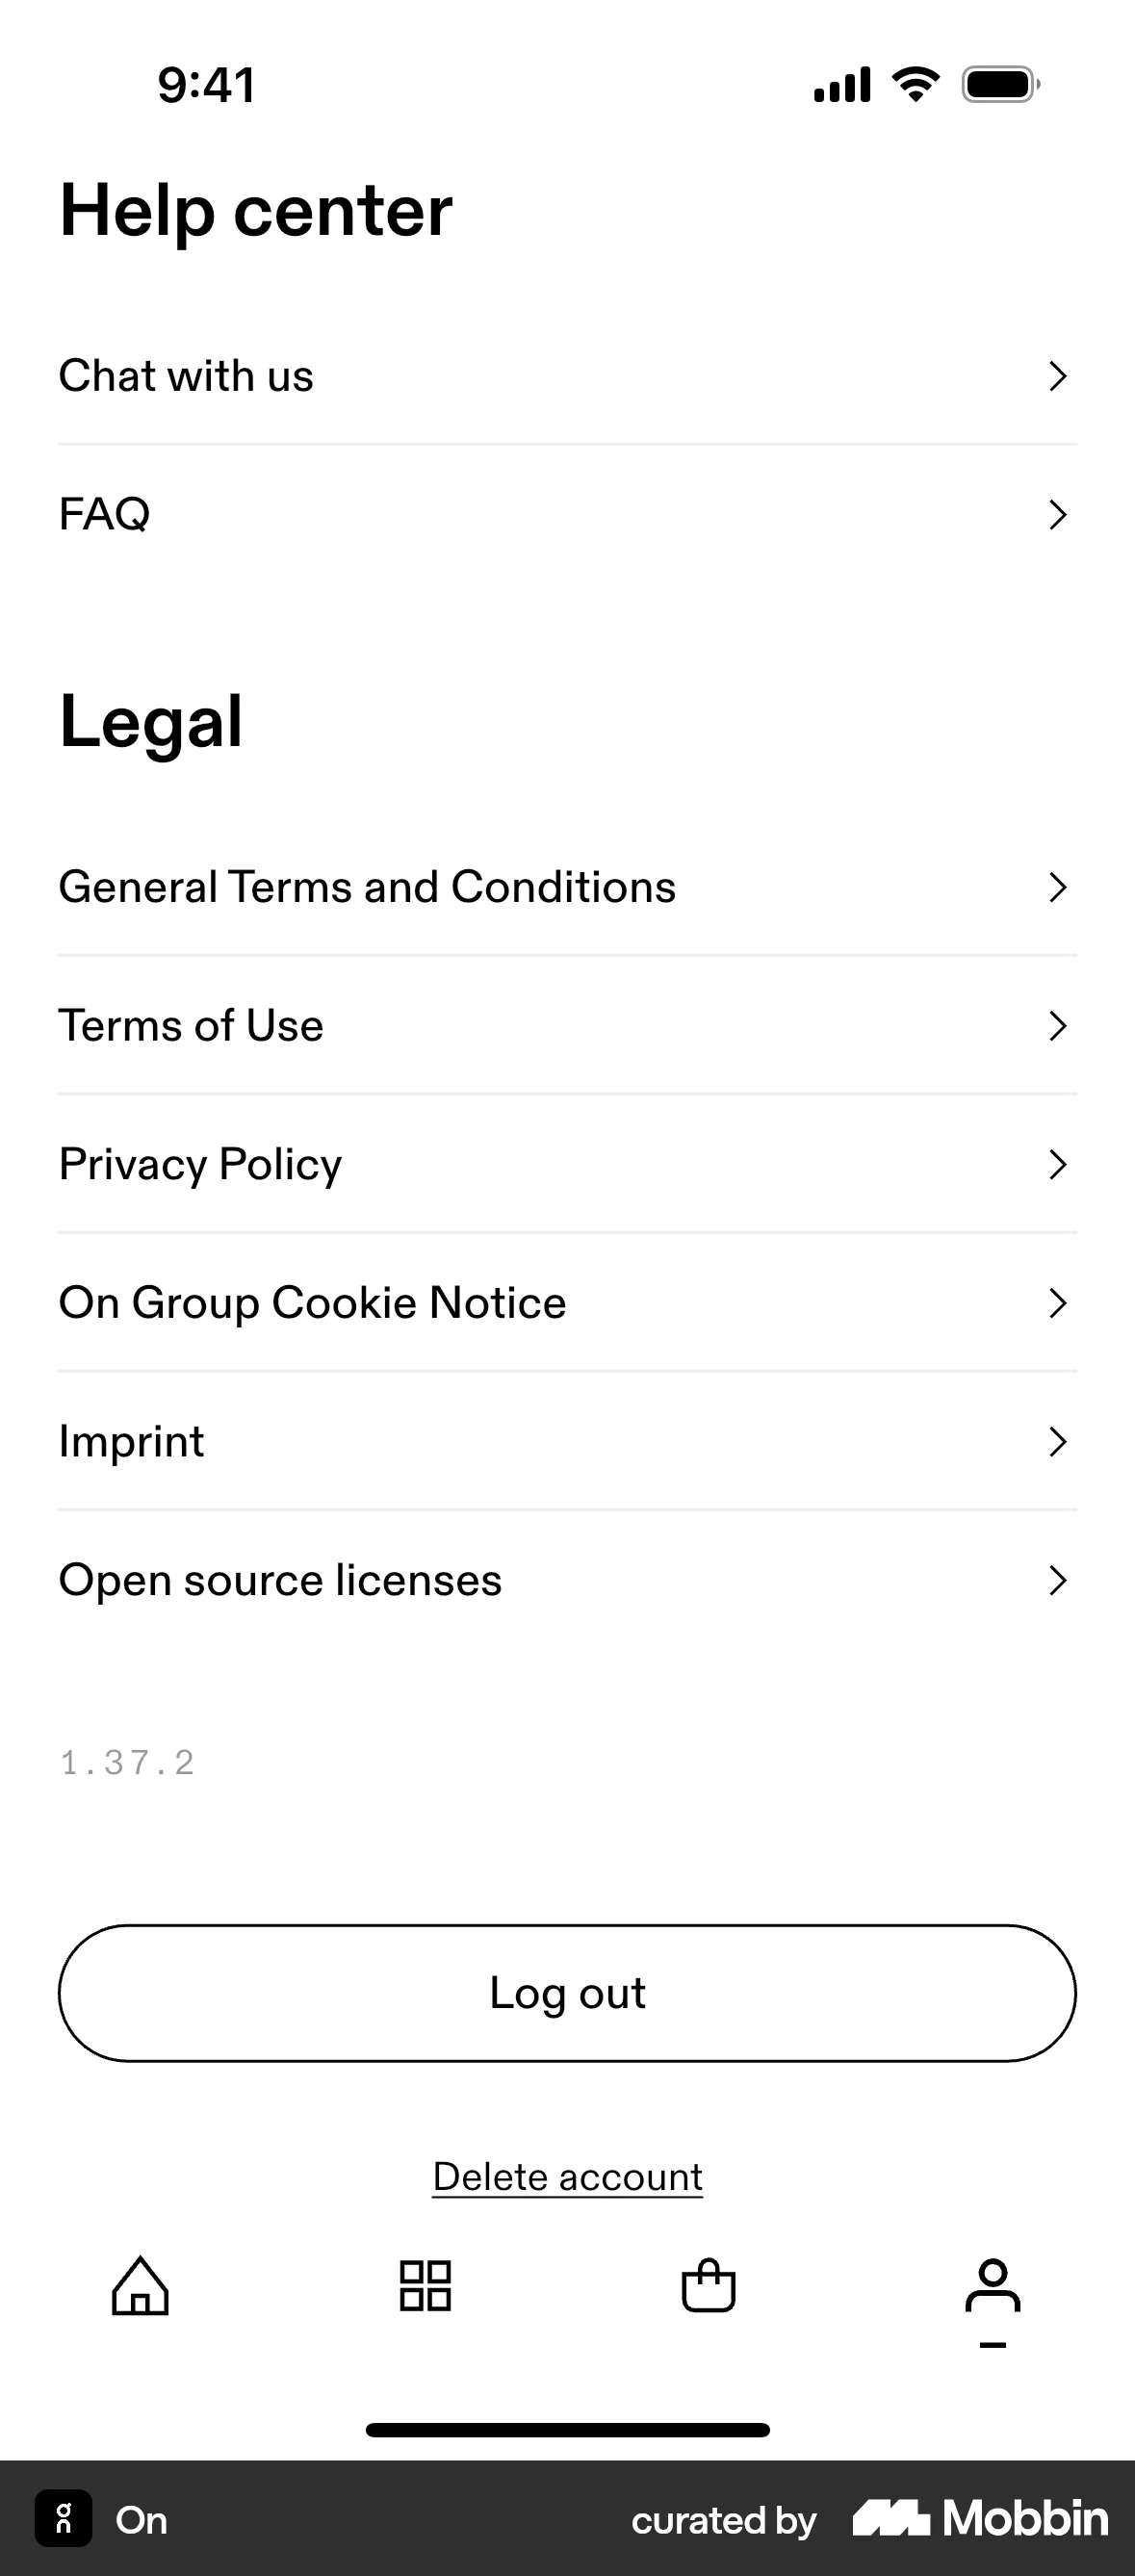 9:41
Help center
Chat with us
FAQ
Legal
General Terms and Conditions
Terms of Use
Privacy Policy
On Group Cookie Notice
Imprint
Open source licenses
1.37.2
Log out
Delete account
On
curated by Mobbin